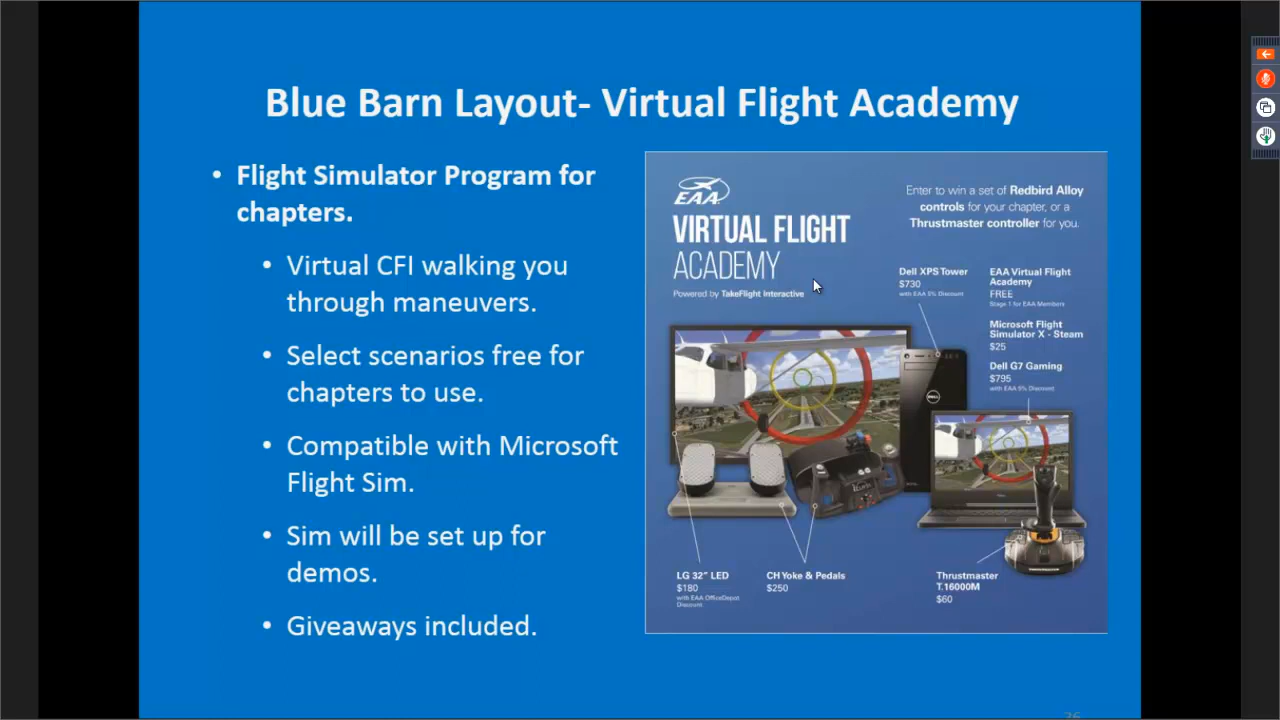 Blue Barn Layout- Virtual Flight Academy
• Flight Simulator Program for
chapters.
• Virtual CFI walking you
through maneuvers.
• Select scenarios free for
chapters to use.
• Compatible with Microsoft
Flight Sim.
• Sim will be set up for
demos.
• Giveaways included.
EAA
VIRTUAL FLIGHT
ACADEMY
Powered by TakeFlight Interactive
Enter to win a set of Redbird Alloy
controls for your chapter, or a
Thrustmaster controller for you.
Dell XPS Tower
$730
with EAA 5% Discount
EAA Virtual Flight
Academy
FREE
Stage 1 for EAA Members
Microsoft Flight
Simulator X - Steam
$25
Dell G7 Gaming
$795
with EAA 5% Discount
DELL
LG 32" LED
$180
with EAA OfficeDepot
Discount.
CH Yoke & Pedals
$250
Thrustmaster
T.16000M
$60